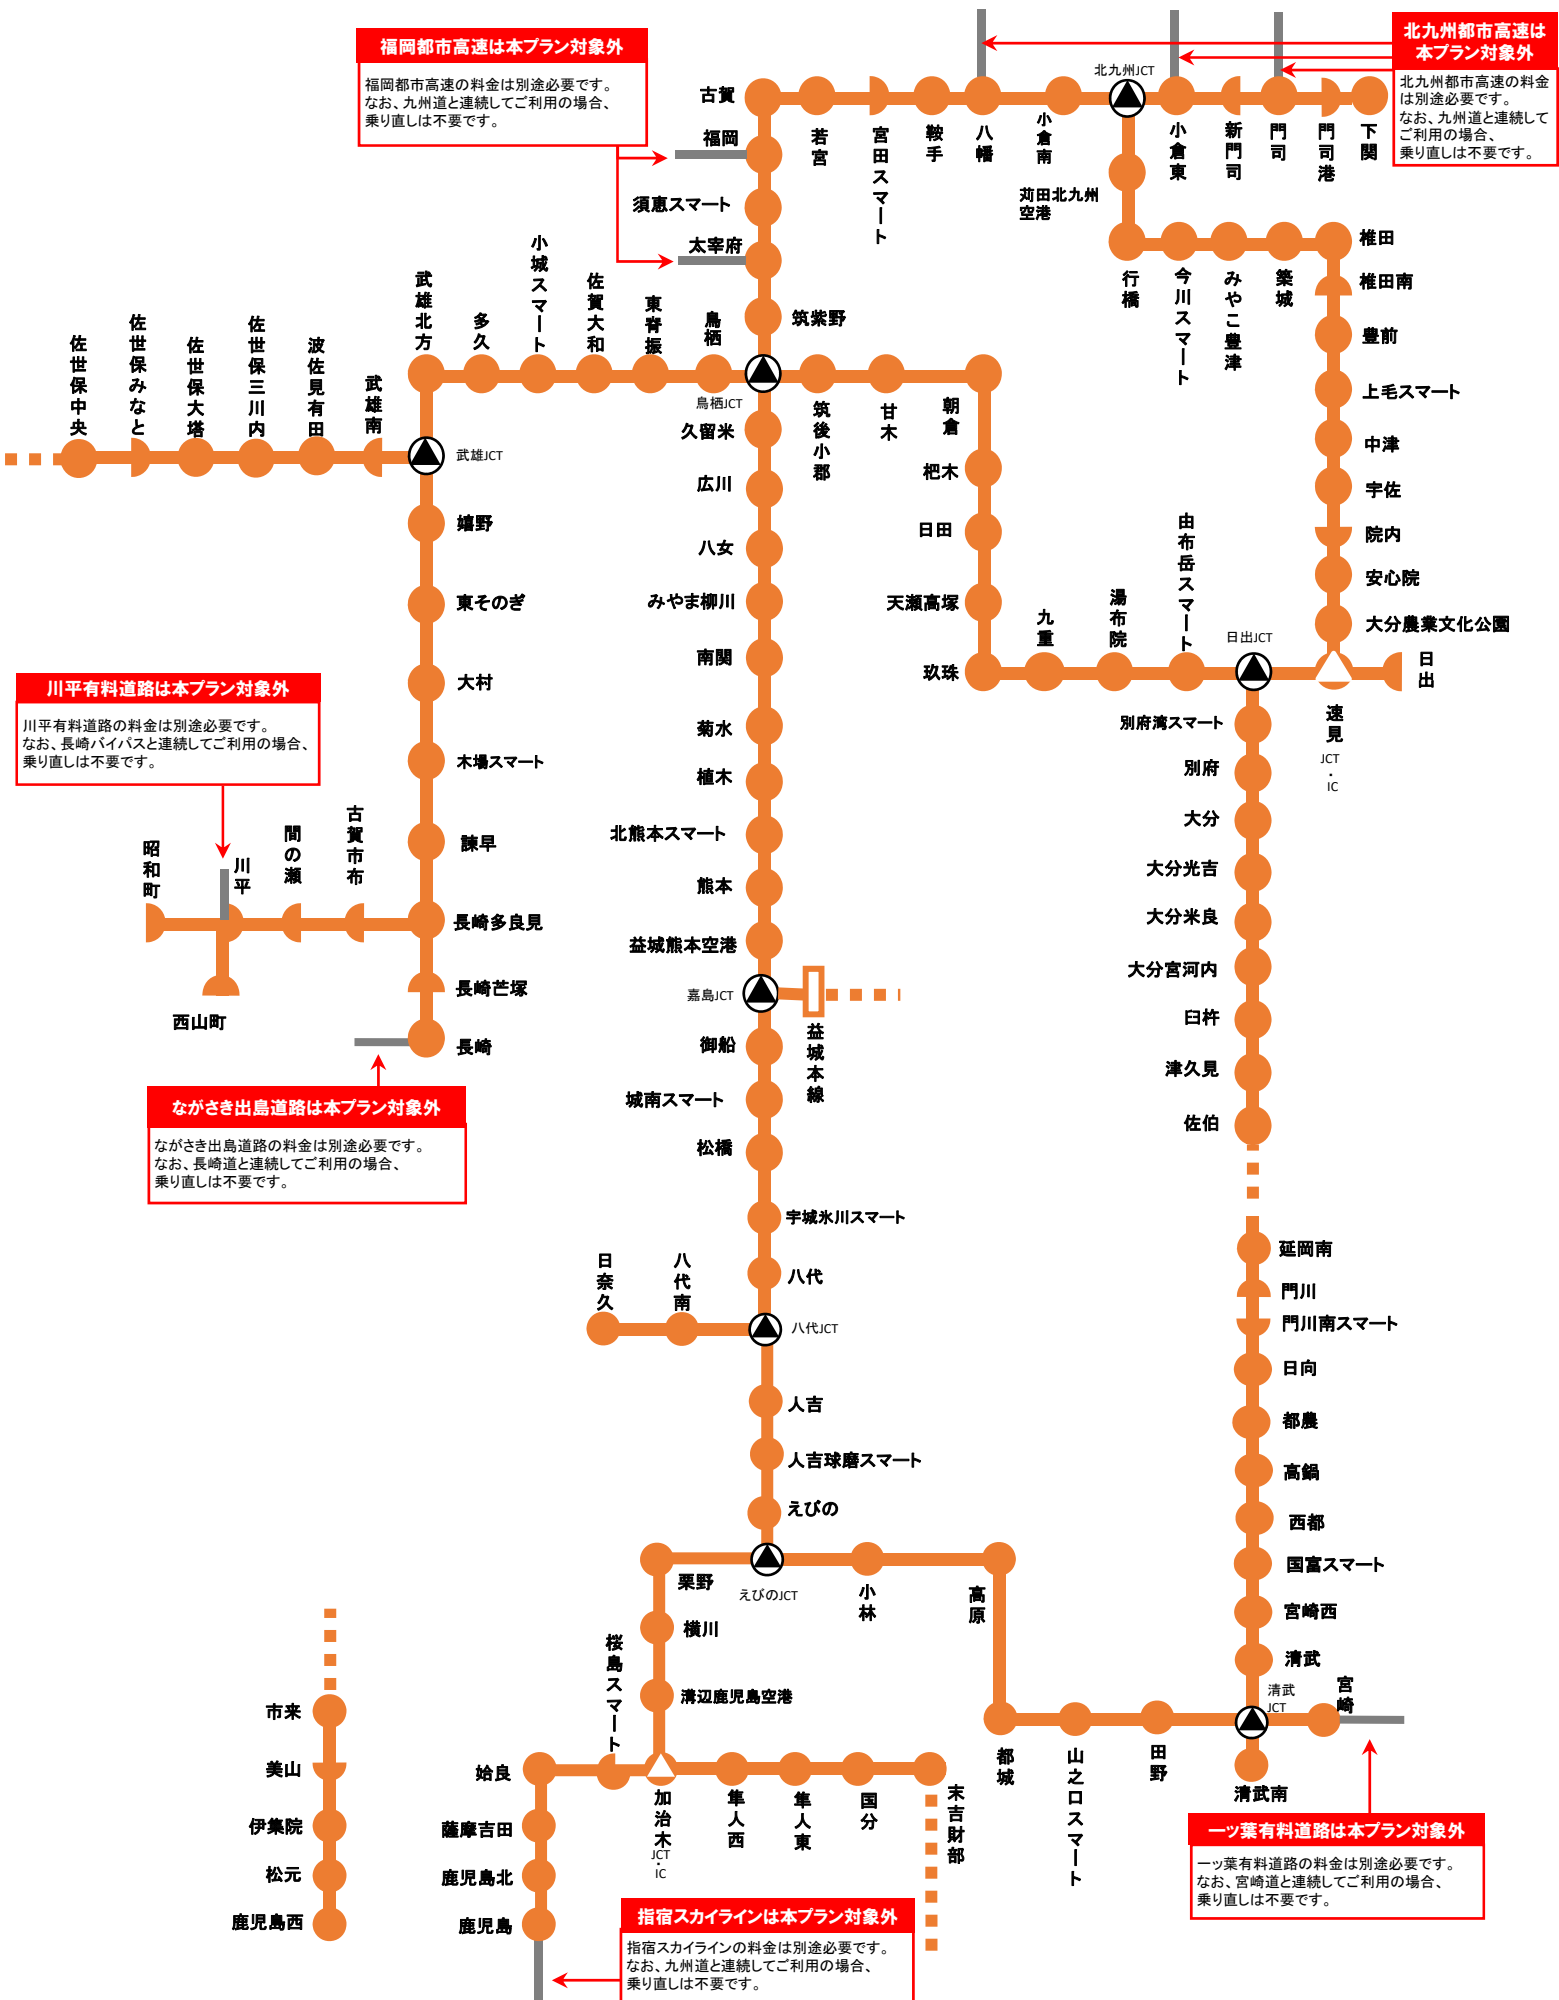 福岡都市高速は本プラン対象外
福岡都市高速の料金は別途必要です。
なお、九州道と連続してご利用の場合、
乗り直しは不要です。
北九州都市高速は
本プラン対象外
北九州都市高速の料金
は別途必要です。
なお、九州道と連続して
ご利用の場合、
乗り直しは不要です。
古賀
若宮
宮田スマート
鞍手
八幡
小倉南
北九州JCT
小倉東
新門司
門司
門司港
下関
福岡
須恵スマート
太宰府
筑紫野
苅田北九州
空港
行橋
今川スマート
みやこ豊津
築城
椎田
椎田南
豊前
上毛スマート
中津
宇佐
院内
安心院
大分農業文化公園
日出
速見
JCT
・
IC
佐世保中央
佐世保みなと
佐世保大塔
佐世保三川内
波佐見有田
武雄南
武雄JCT
武雄北方
多久
小城スマート
佐賀大和
東脊振
鳥栖
鳥栖JCT
筑後小郡
甘木
朝倉
杷木
日田
天瀬高塚
玖珠
九重
湯布院
由布岳スマート
日出JCT
久留米
広川
八女
みやま柳川
南関
菊水
植木
北熊本スマート
熊本
益城熊本空港
嘉島JCT
益城本線
御船
城南スマート
松橋
宇城氷川スマート
八代
八代JCT
八代南
日奈久
人吉
人吉球磨スマート
えびの
えびのJCT
嬉野
東そのぎ
大村
木場スマート
諫早
長崎多良見
長崎芒塚
長崎
川平有料道路は本プラン対象外
川平有料道路の料金は別途必要です。
なお、長崎バイパスと連続してご利用の場合、
乗り直しは不要です。
昭和町
川平
間の瀬
古賀市布
西山町
ながさき出島道路は本プラン対象外
ながさき出島道路の料金は別途必要です。
なお、長崎道と連続してご利用の場合、
乗り直しは不要です。
別府湾スマート
別府
大分
大分光吉
大分米良
大分宮河内
臼杵
津久見
佐伯
延岡南
門川
門川南スマート
日向
都農
高鍋
西都
国富スマート
宮崎西
清武
清武
JCT
宮崎
清武南
栗野
横川
溝辺鹿児島空港
小林
高原
都城
山之口スマート
田野
桜島スマート
姶良
加治木
JCT
・
IC
隼人西
隼人東
国分
末吉財部
薩摩吉田
鹿児島北
鹿児島
市来
美山
伊集院
松元
鹿児島西
一ッ葉有料道路は本プラン対象外
一ッ葉有料道路の料金は別途必要です。
なお、宮崎道と連続してご利用の場合、
乗り直しは不要です。
指宿スカイラインは本プラン対象外
指宿スカイラインの料金は別途必要です。
なお、九州道と連続してご利用の場合、
乗り直しは不要です。